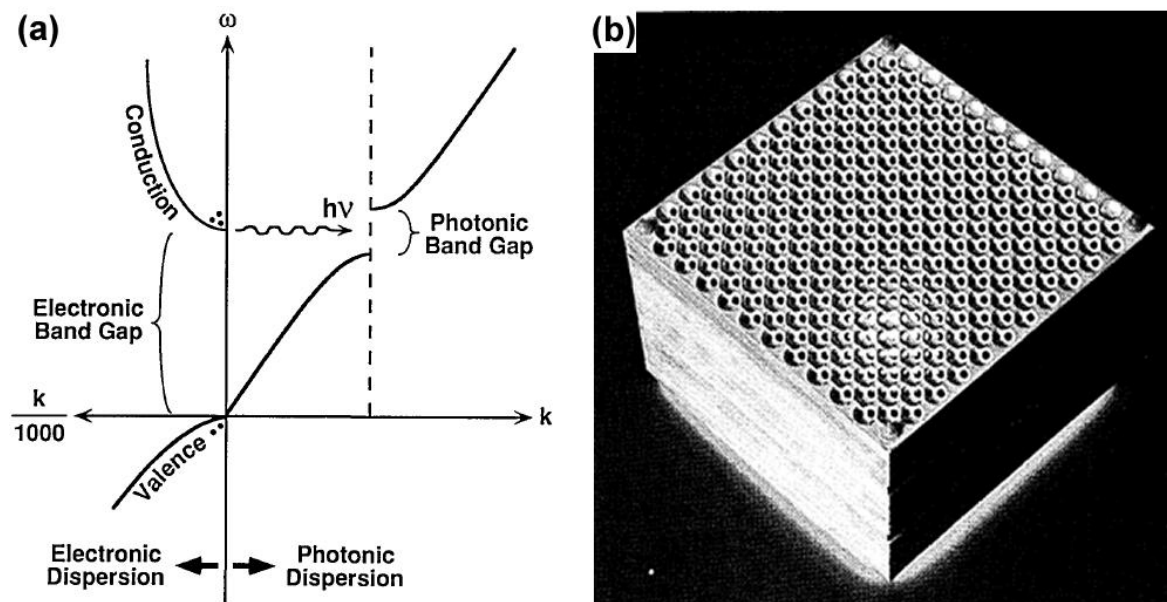 (a)
ω
Conduction
hν
Photonic
Band Gap
Electronic
Band Gap
k
1000
k
Valence
Electronic
Dispersion
Photonic
Dispersion
(b)